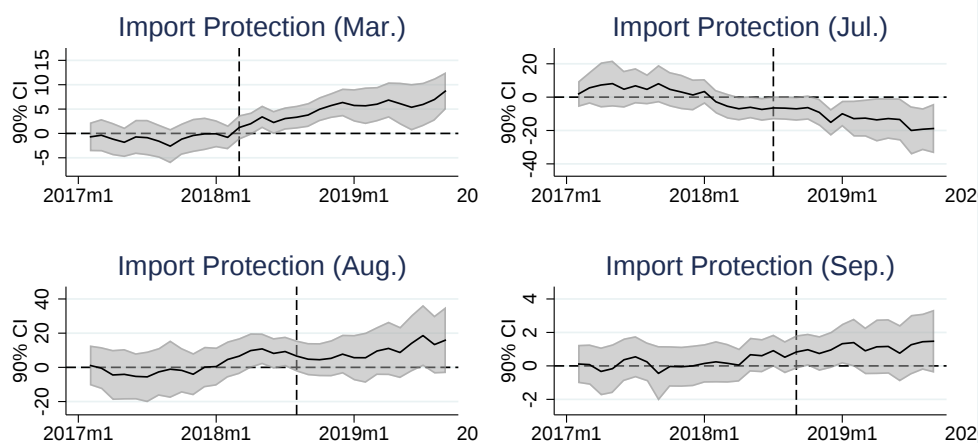 Import Protection (Mar.)
90% CI
15
10
5
0
-5
2017m1 2018m1 2019m1 20
Import Protection (Jul.)
90% CI
20
0
-20
-40
2017m1 2018m1 2019m1 202
Import Protection (Aug.)
90% CI
40
20
0
-20
2017m1 2018m1 2019m1 20
Import Protection (Sep.)
90% CI
4
2
0
-2
2017m1 2018m1 2019m1 202